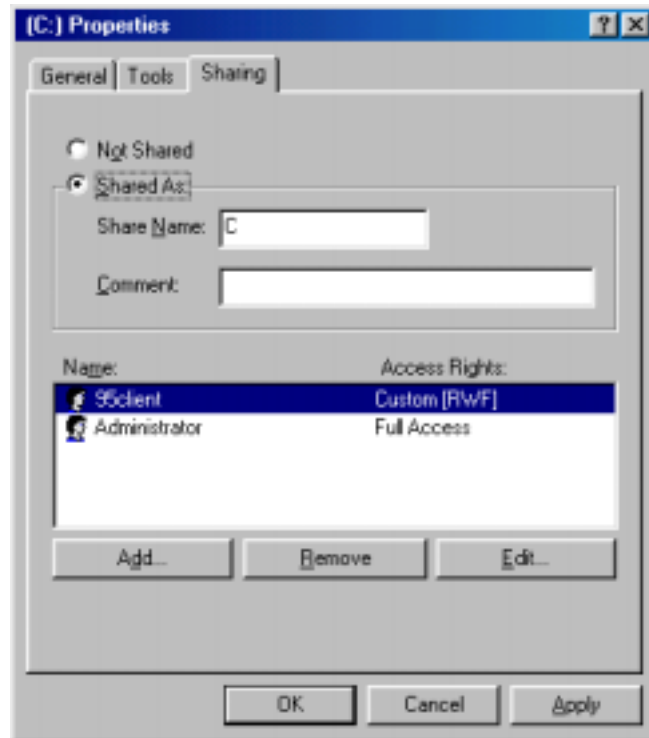 (C:) Properties
General Tools Sharing
Not Shared
Shared As:
Share Name: C
Comment:
Name: Access Rights:
95client Custom [RWF]
Administrator Full Access
Add... Remove Edit...
OK Cancel Apply